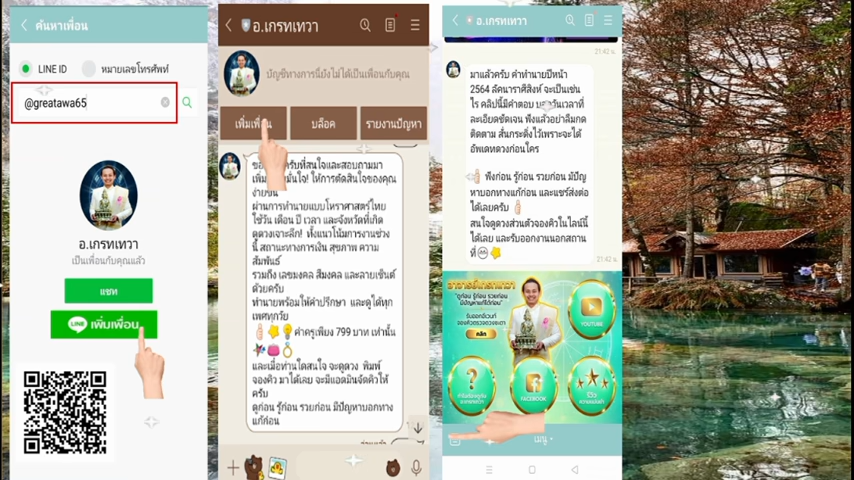 ค้นหาเพื่อน
LINE ID
หมายเลขโทรศัพท์
@greatawa65
อ.เกรทเทวา
เป็นเพื่อนกับคุณแล้ว
แชท
LINE เพิ่มเพื่อน
อ.เกรทเทวา
บัญชีทางการนี้ยังไม่ได้เป็นเพื่อนกับคุณ
เพิ่มเพื่อน
บล็อค
รายงานปัญหา
ผ่านการทำนายแบบโหราศาสตร์ไทย
ใช้วัน เดือน ปี เวลา และจังหวัดที่เกิด
ดูดวงเจาะลึก! ทั้งแนวโน้มการงานช่วง
นี้ สถานะทางการเงิน สุขภาพ ความ
สัมพันธ์
รวมถึง เลขมงคล สีมงคล และลายเซ็นต์
ด้วยครับ
ทำนายพร้อมให้คำปรึกษา และดูได้ทุก
เพศทุกวัย
ค่าครูเพียง 799 บาท เท่านั้น
และเมื่อท่านใดสนใจ จะดูดวง พิมพ์
จองคิว มาได้เลย จะมีแอดมินจัดคิวให้
ครับ
ดูก่อน รู้ก่อน รวยก่อน มีปัญหาบอกทาง
แก้ก่อน
อ.เกรทเทวา
21:42 น.
มาแล้วครับ คำทำนายปีหน้า
2564 ลัคนาราศีสิงห์ จะเป็นเช่น
ไร คลิปนี้มีคำตอบ
ละเอียดชัดเจน ฟังแล้วอย่าลืมกด
ติดตาม สั่นกระดิ่งไว้เพราะจะได้
อัพเดทดวงก่อนใคร
ฟังก่อน รู้ก่อน รวยก่อน มีปัญ
หาบอกทางแก้ก่อน และแชร์ส่งต่อ
ได้เลยครับ
สนใจดูดวงส่วนตัวจองคิวในไลน์นี้
ได้เลย และรับออกงานนอกสถาน
ที่
21:42 น.
อาจารย์เกรทเทวา
"ดูก่อน รู้ก่อน รวยก่อน
มีปัญหาแก้ได้ก่อน"
คลิก
YOUTUBE
FACEBOOK
รีวิว
เมนู